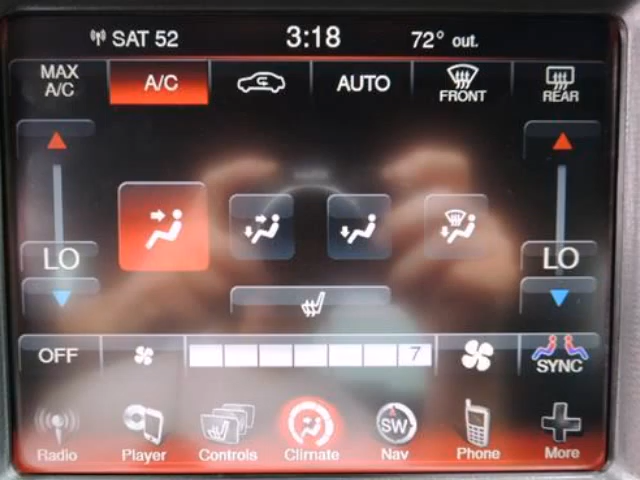 SAT 52 3:18 72° out.
MAX A/C A/C AUTO FRONT REAR
LO LO
OFF 7 SYNC
Radio Player Controls Climate SW Nav Phone More